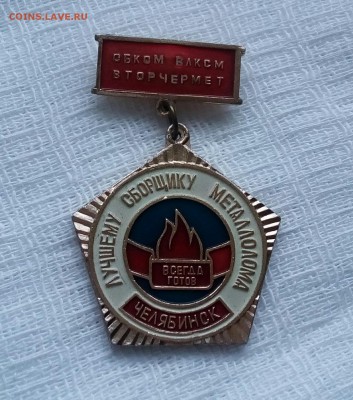 COINS.LAVE.RU
ОБКОМ ВЛКСМ
ВТОРЧЕРМЕТ
ЛУЧШЕМУ СБОРЩИКУ МЕТАЛЛОЛОМА
ВСЕГДА
ГОТОВ
ЧЕЛЯБИНСК